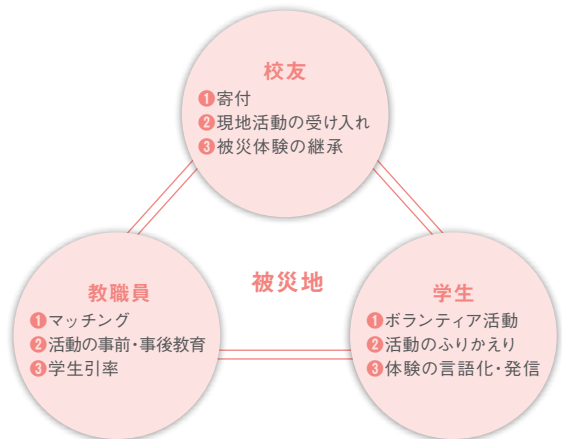 校友
❶寄付
❷現地活動の受け入れ
❸被災体験の継承
被災地
教職員
❶マッチング
❷活動の事前・事後教育
❸学生引率
学生
❶ボランティア活動
❷活動のふりかえり
❸体験の言語化・発信